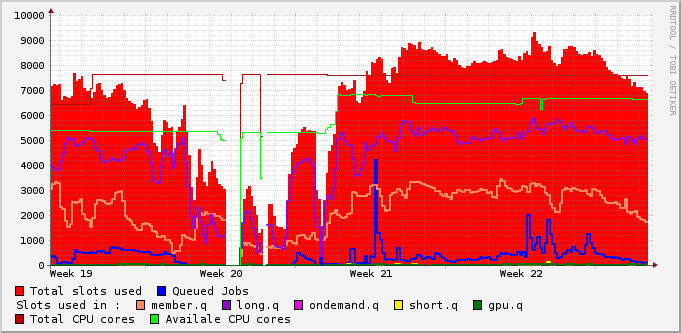 10000
9000
8000
7000
6000
5000
4000
3000
2000
1000
0
Week 19 Week 20 Week 21 Week 22
Total slots used Queued Jobs
Slots used in : member.q long.q ondemand.q short.q gpu.q
Total CPU cores Availale CPU cores
RRDTOOL / TOBI OETIKER